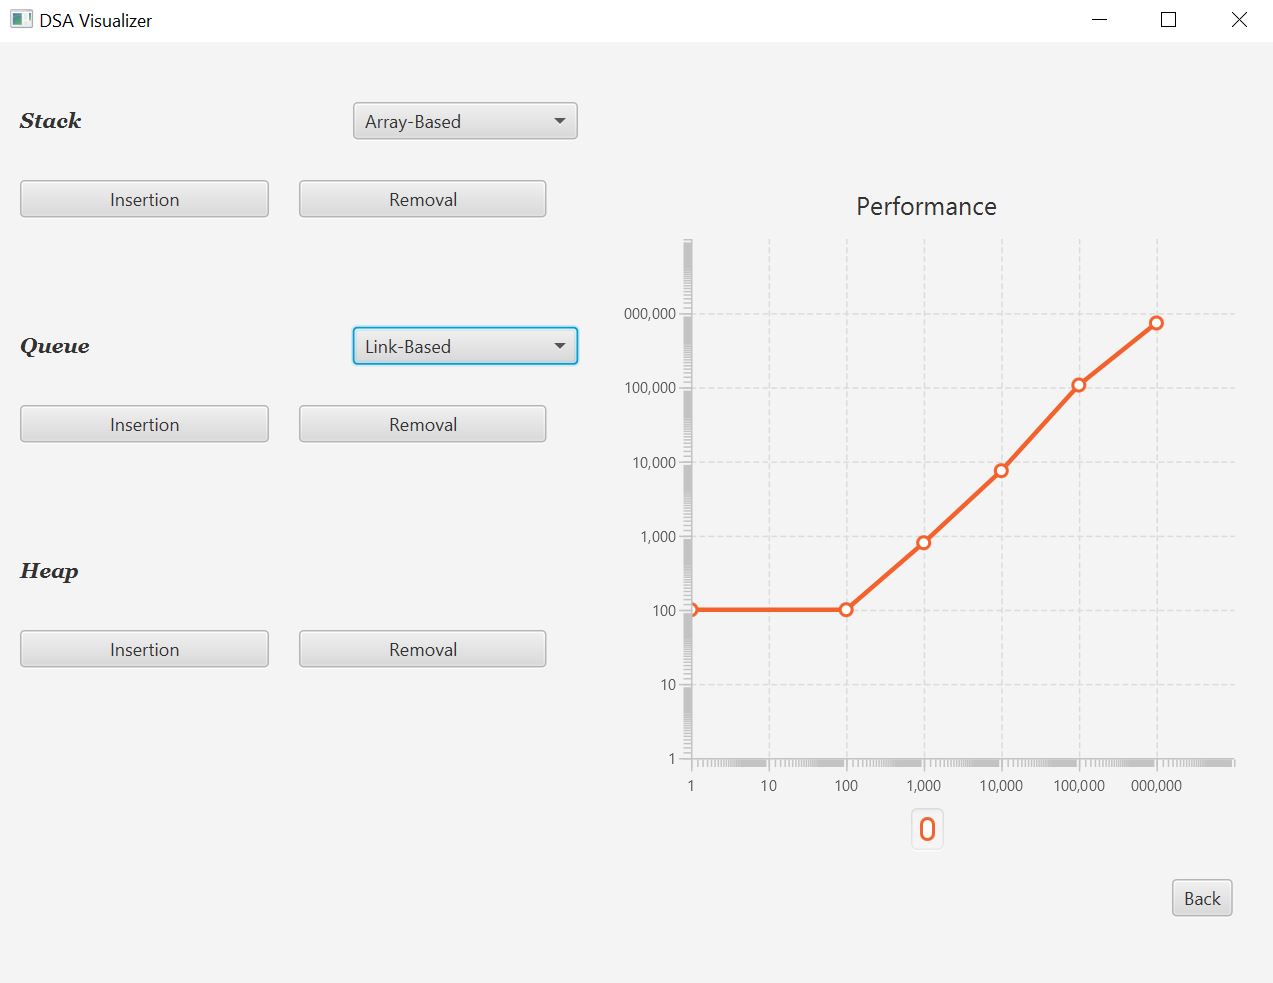 DSA Visualizer
Stack
Array-Based
Insertion
Removal
Queue
Link-Based
Insertion
Removal
Heap
Insertion
Removal
Performance
000,000
100,000
10,000
1,000
100
10
1
1 10 100 1,000 10,000 100,000 000,000
Back